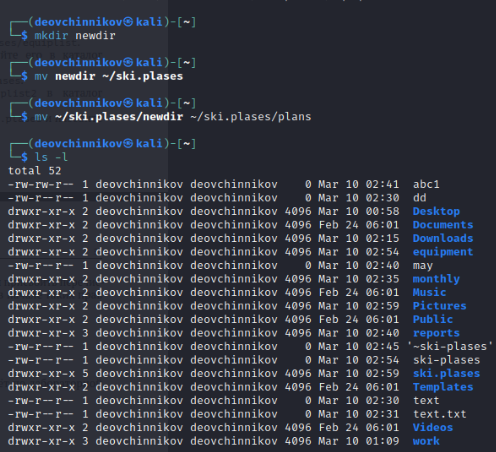 ┌──(deovchinnikov㉿kali)-[~]
└─$ mkdir newdir
┌──(deovchinnikov㉿kali)-[~]
└─$ mv newdir ~/ski.plases
┌──(deovchinnikov㉿kali)-[~]
└─$ mv ~/ski.plases/newdir ~/ski.plases/plans
┌──(deovchinnikov㉿kali)-[~]
└─$ ls -l
total 52
-rw-rw-r-- 1 deovchinnikov deovchinnikov    0 Mar 10 02:41  abc1
-rw-r--r-- 1 deovchinnikov deovchinnikov    0 Mar 10 02:30  dd
drwxr-xr-x 2 deovchinnikov deovchinnikov 4096 Mar 10 00:58  Desktop
drwxr-xr-x 2 deovchinnikov deovchinnikov 4096 Feb 24 06:01  Documents
drwxr-xr-x 2 deovchinnikov deovchinnikov 4096 Mar 10 02:15  Downloads
drwxr-xr-x 2 deovchinnikov deovchinnikov 4096 Mar 10 02:54  equipment
-rw-r--r-- 1 deovchinnikov deovchinnikov    0 Mar 10 02:40  may
drwxr-xr-x 2 deovchinnikov deovchinnikov 4096 Mar 10 02:35  monthly
drwxr-xr-x 2 deovchinnikov deovchinnikov 4096 Feb 24 06:01  Music
drwxr-xr-x 2 deovchinnikov deovchinnikov 4096 Mar 10 02:59  Pictures
drwxr-xr-x 2 deovchinnikov deovchinnikov 4096 Feb 24 06:01  Public
drwxr-xr-x 3 deovchinnikov deovchinnikov 4096 Mar 10 02:40  reports
-rw-r--r-- 1 deovchinnikov deovchinnikov    0 Mar 10 02:45 '~ski-plases'
-rw-r--r-- 1 deovchinnikov deovchinnikov    0 Mar 10 02:54  ski-plases
drwxr-xr-x 5 deovchinnikov deovchinnikov 4096 Mar 10 02:59  ski.plases
drwxr-xr-x 2 deovchinnikov deovchinnikov 4096 Feb 24 06:01  Templates
-rw-r--r-- 1 deovchinnikov deovchinnikov    0 Mar 10 02:30  text
-rw-r--r-- 1 deovchinnikov deovchinnikov    0 Mar 10 02:31  text.txt
drwxr-xr-x 2 deovchinnikov deovchinnikov 4096 Feb 24 06:01  Videos
drwxr-xr-x 3 deovchinnikov deovchinnikov 4096 Mar 10 01:09  work